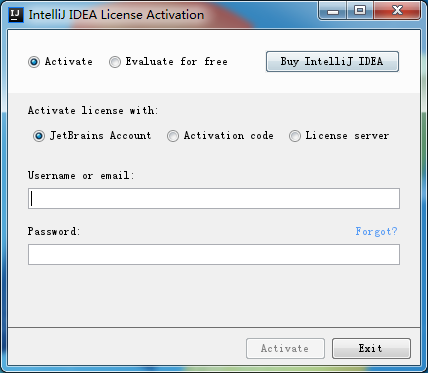 IJ IntelliJ IDEA License Activation
Activate Evaluate for free Buy IntelliJ IDEA
Activate license with:
JetBrains Account Activation code License server
Username or email:
Password: Forgot?
Activate Exit